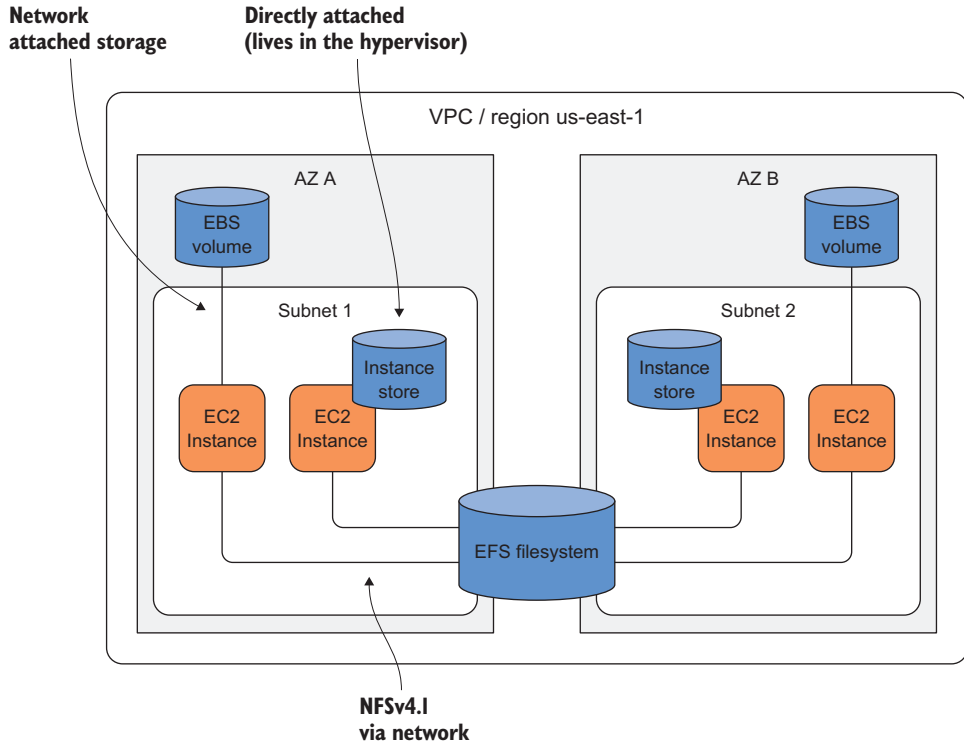 Network
attached storage
Directly attached
(lives in the hypervisor)
VPC / region us-east-1
AZ A
AZ B
EBS
volume
EBS
volume
Subnet 1
Subnet 2
Instance
store
Instance
store
EC2
Instance
EC2
Instance
EC2
Instance
EC2
Instance
EFS filesystem
NFSv4.1
via network